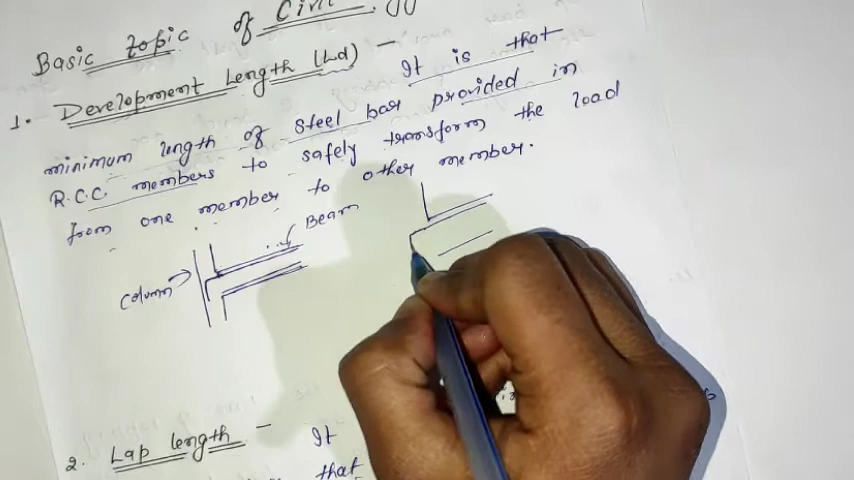 Basic topic of Civil
1. Development Length (Ld) - It is that
minimum length of steel bar provided in
R.C.C. members to safely transform the load
from one member to other member.
Beam
Column
2. Lap length - It
that